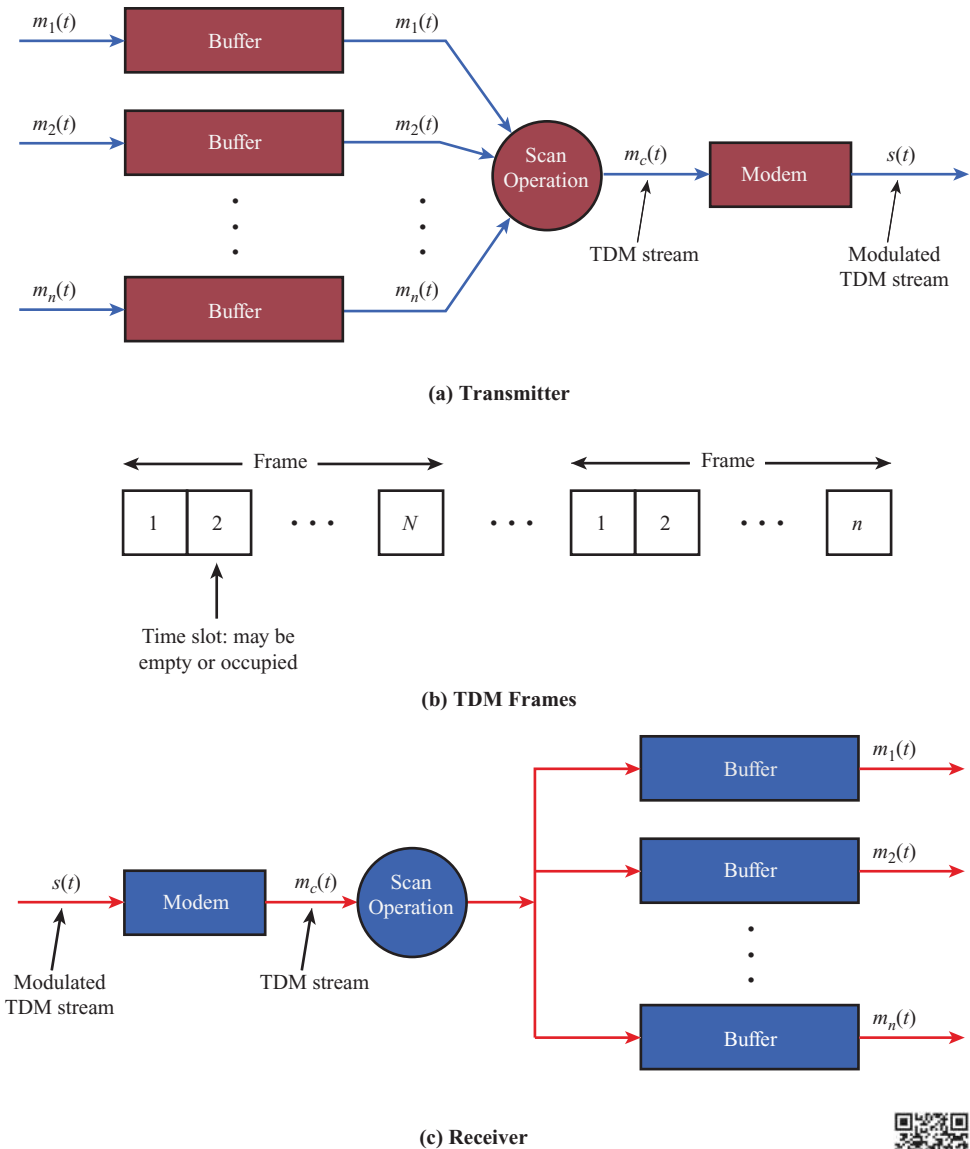 m1(t)
Buffer
m1(t)
m2(t)
Buffer
m2(t)
Scan
Operation
mc(t)
Modem
s(t)
TDM stream
Modulated
TDM stream
mn(t)
Buffer
mn(t)
(a) Transmitter
Frame
Frame
1 2 • • • N • • • 1 2 • • • n
Time slot: may be
empty or occupied
(b) TDM Frames
Buffer
m1(t)
s(t)
Modem
mc(t)
Scan
Operation
Buffer
m2(t)
Modulated
TDM stream
TDM stream
Buffer
mn(t)
(c) Receiver